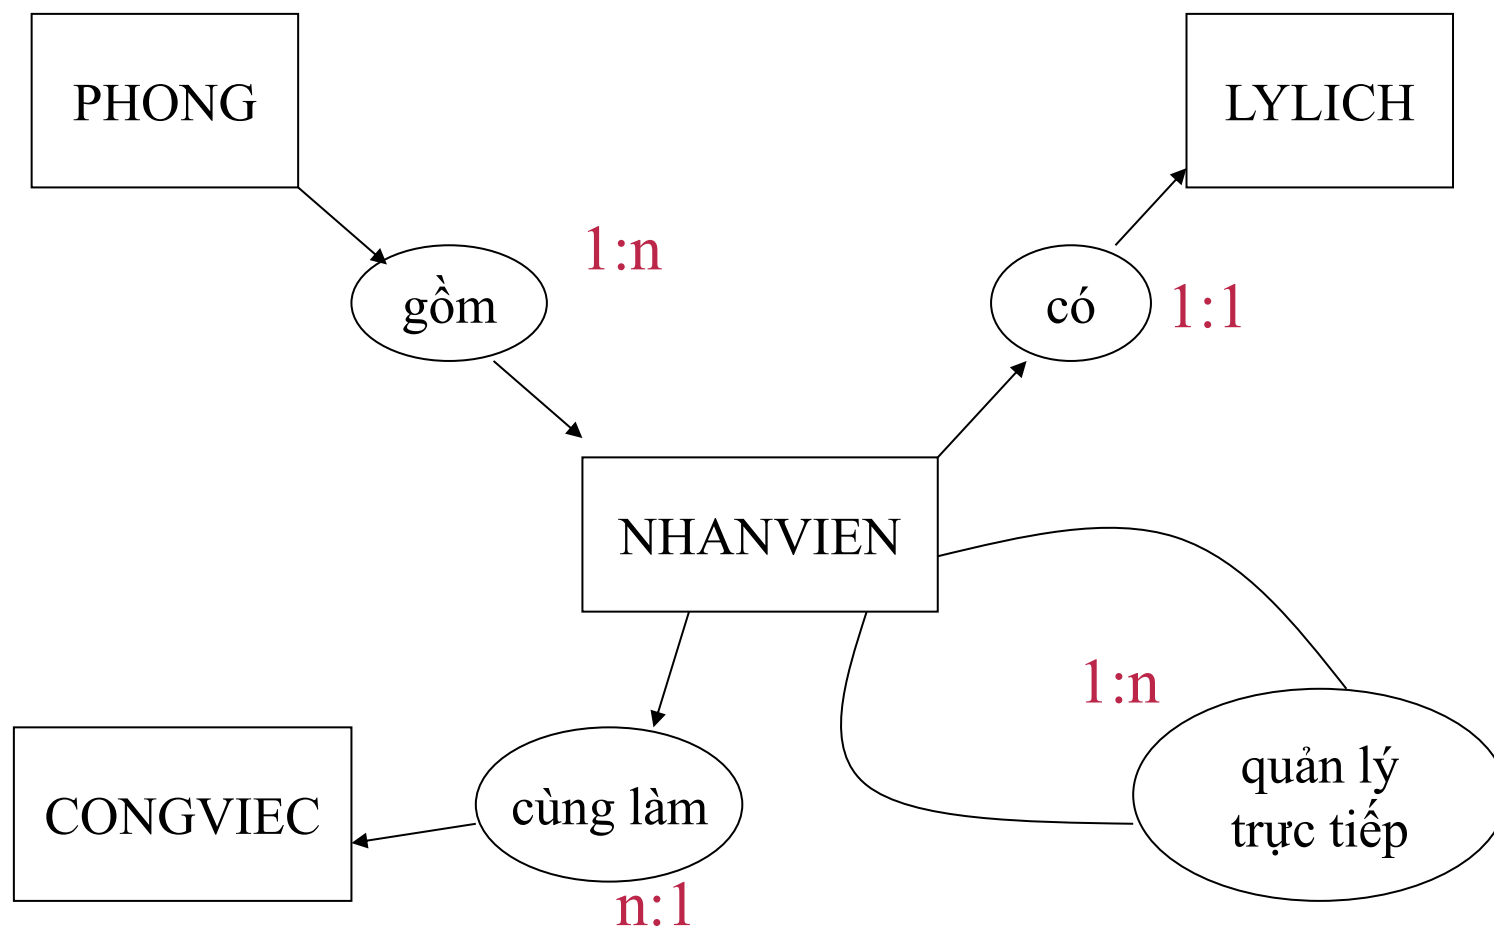 PHONG
LYLICH
1:n
gồm
có
1:1
NHANVIEN
1:n
quản lý
trực tiếp
CONGVIEC
cùng làm
n:1